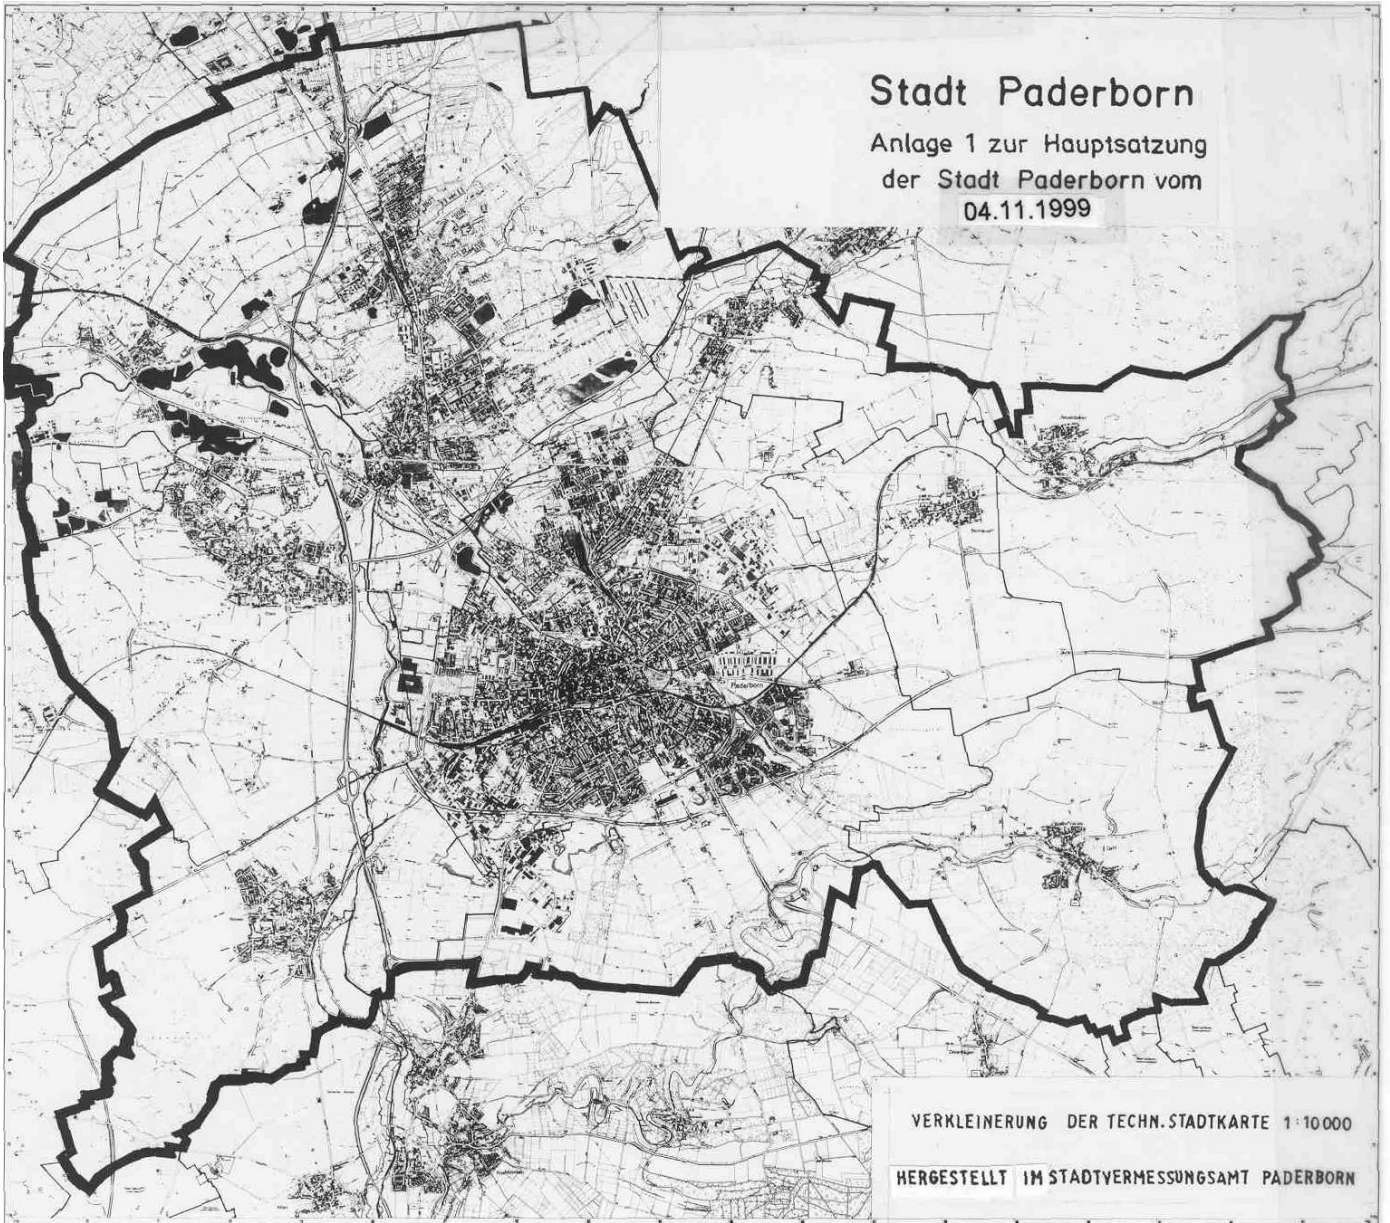 Stadt Paderborn
Anlage 1 zur Hauptsatzung
der Stadt Paderborn vom
04.11.1999
Paderborn
VERKLEINERUNG DER TECHN. STADTKARTE 1:10000
HERGESTELLT IM STADTVERMESSUNGSAMT PADERBORN